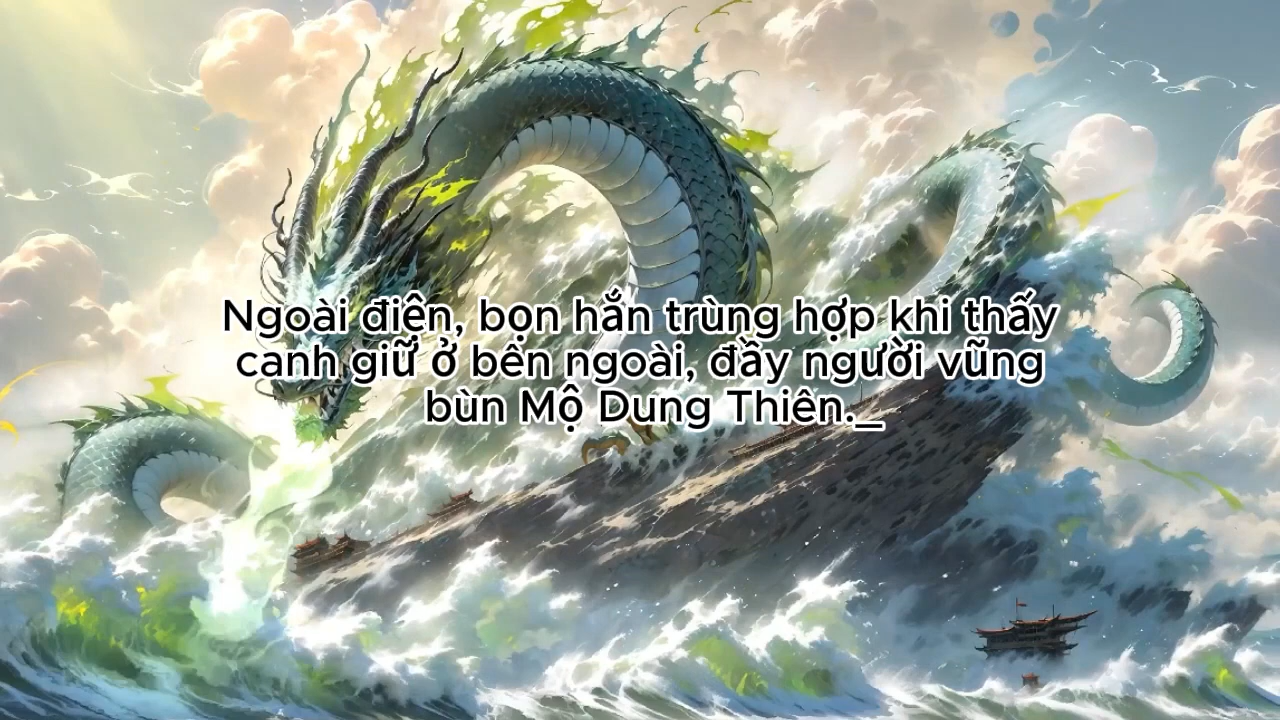 Ngoài điện, bọn hắn trùng hợp khi thấy
canh giữ ở bên ngoài, đầy người vũng
bùn Mộ Dung Thiên._